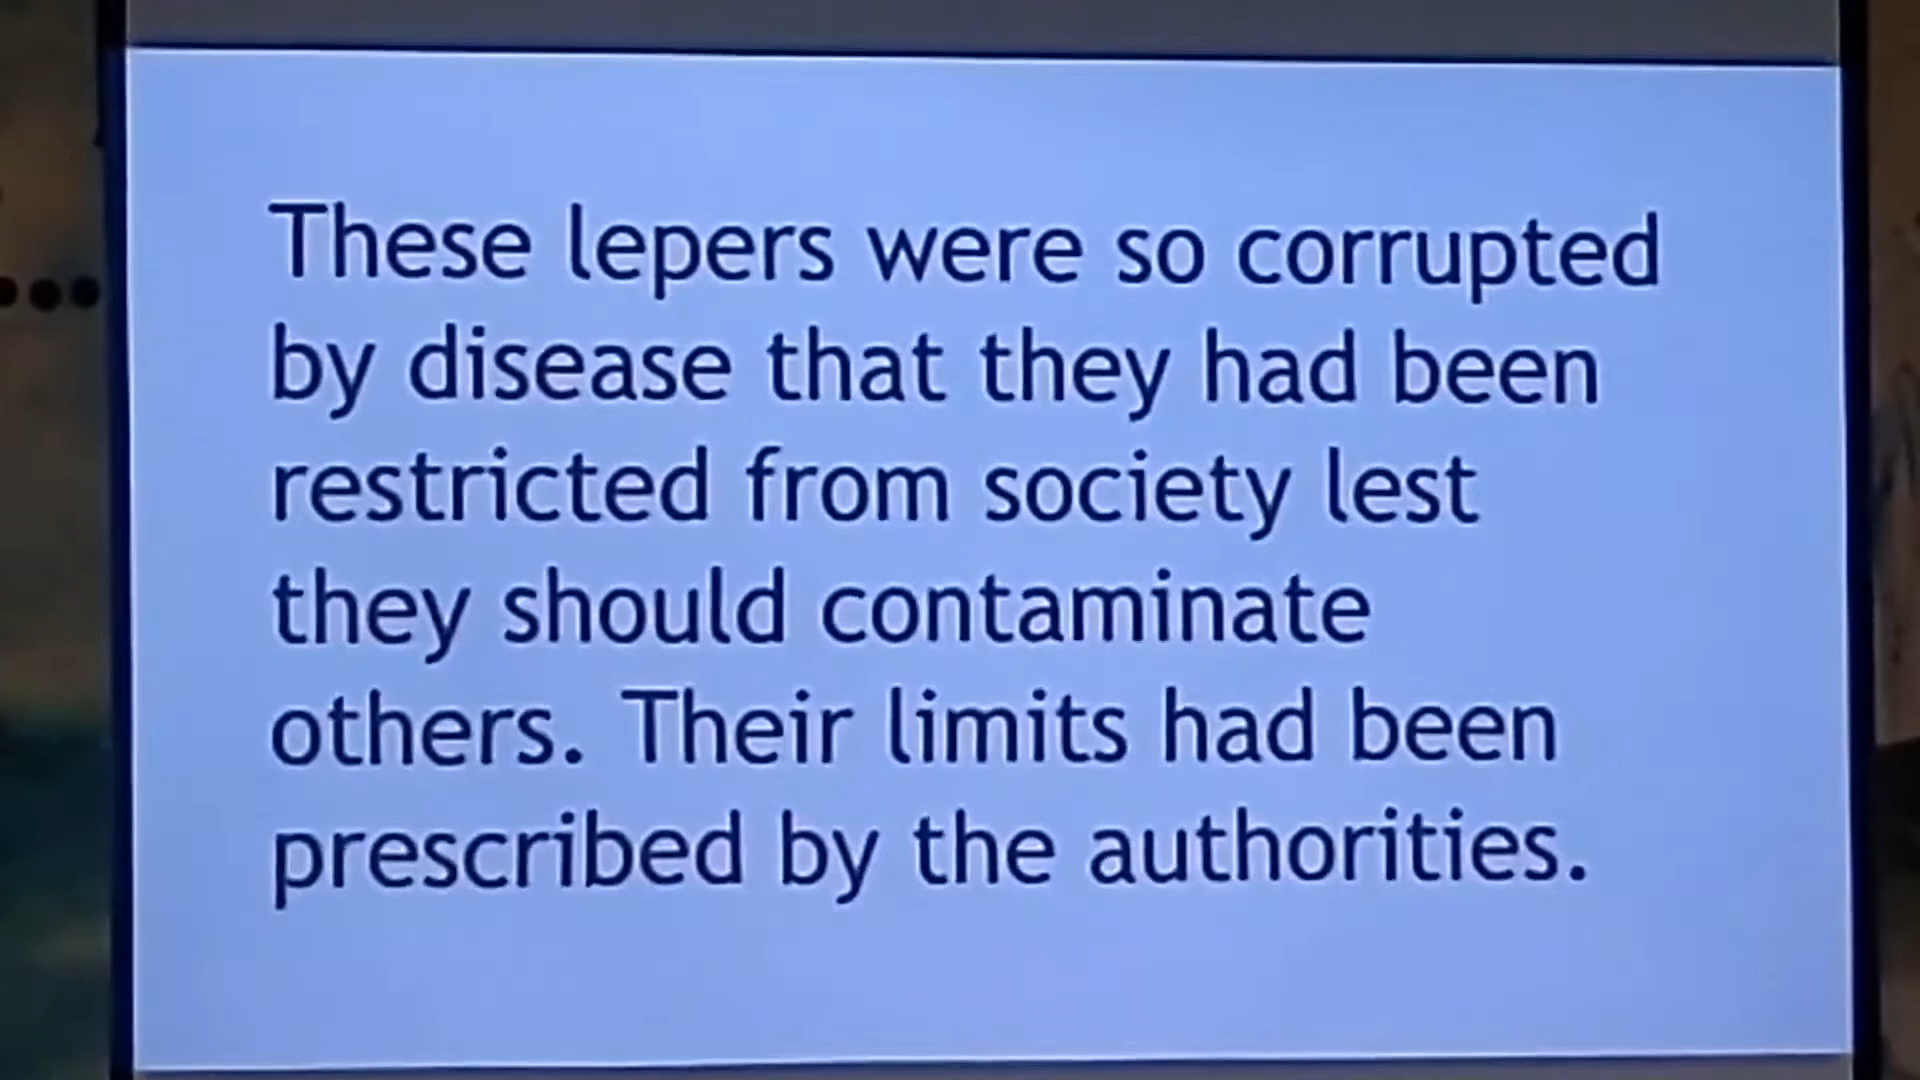 These lepers were so corrupted
by disease that they had been
restricted from society lest
they should contaminate
others. Their limits had been
prescribed by the authorities.